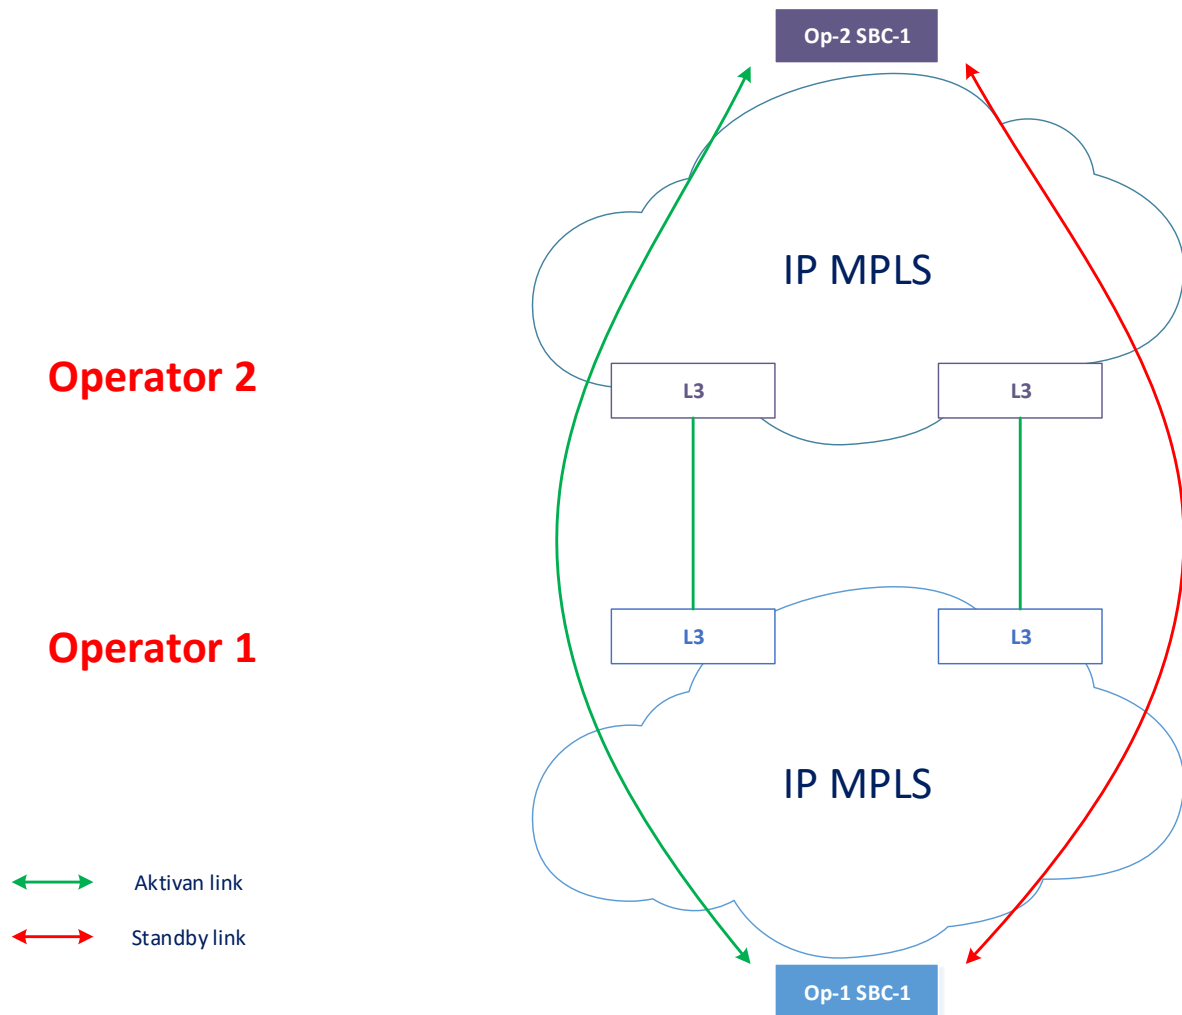 Op-2 SBC-1
IP MPLS
Operator 2
L3
L3
Operator 1
L3
L3
IP MPLS
Aktivan link
Standby link
Op-1 SBC-1